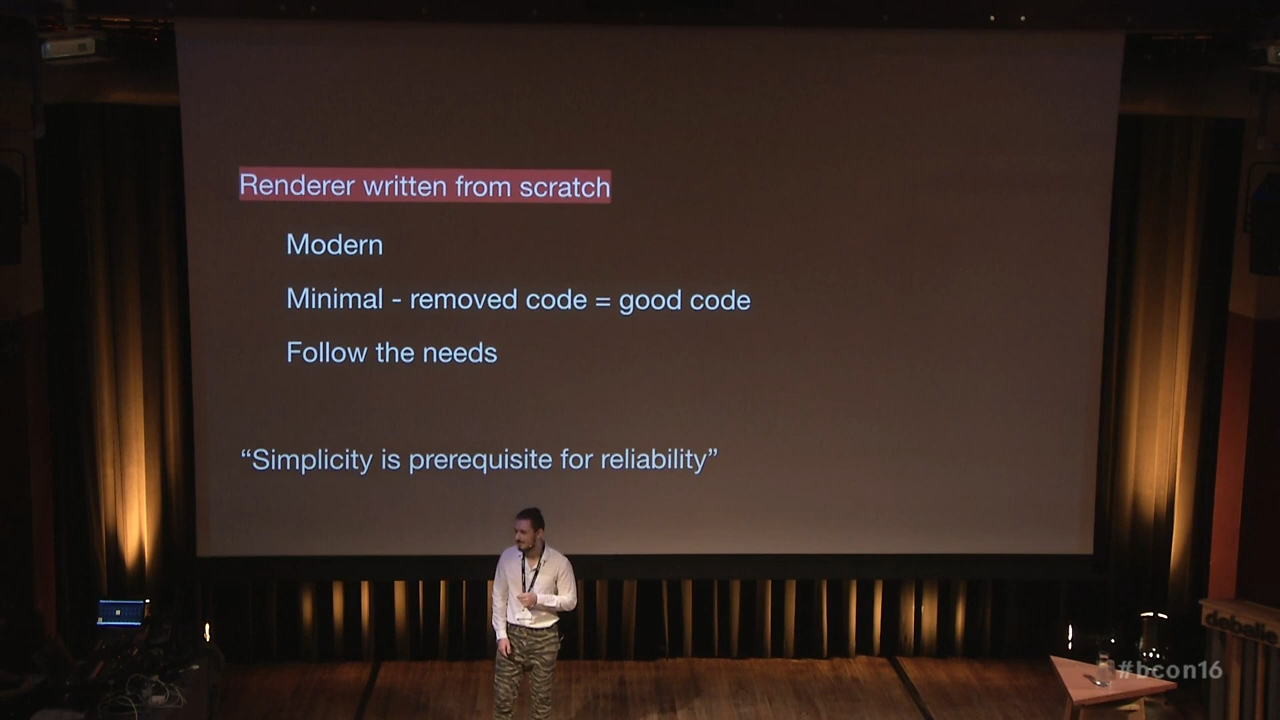 Renderer written from scratch
Modern
Minimal - removed code = good code
Follow the needs
“Simplicity is prerequisite for reliability”
#bcon16
debalie